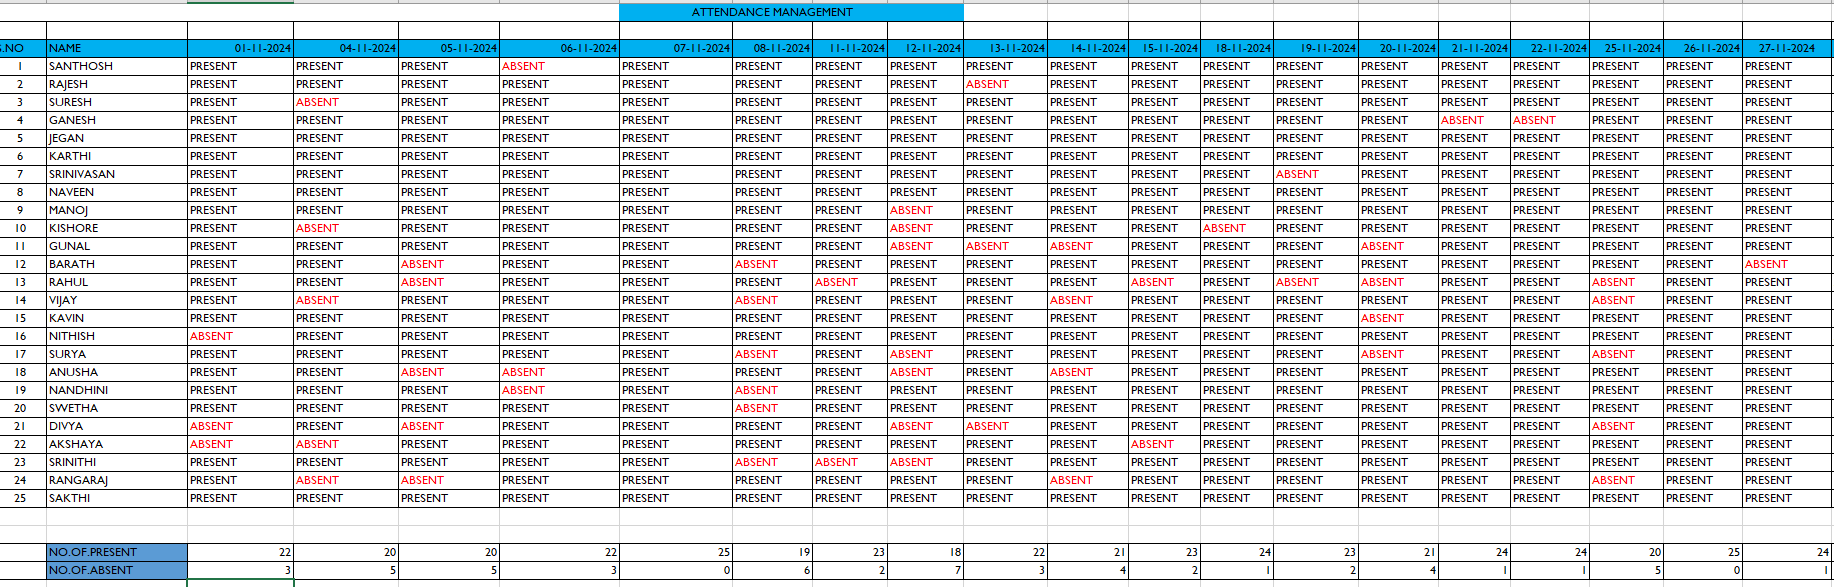 ATTENDANCE MANAGEMENT
S.NO NAME 01-11-2024 04-11-2024 05-11-2024 06-11-2024 07-11-2024 08-11-2024 11-11-2024 12-11-2024 13-11-2024 14-11-2024 15-11-2024 18-11-2024 19-11-2024 20-11-2024 21-11-2024 22-11-2024 25-11-2024 26-11-2024 27-11-2024
1 SANTHOSH PRESENT PRESENT PRESENT ABSENT PRESENT PRESENT PRESENT PRESENT PRESENT PRESENT PRESENT PRESENT PRESENT PRESENT PRESENT PRESENT PRESENT PRESENT PRESENT
2 RAJESH PRESENT PRESENT PRESENT PRESENT PRESENT PRESENT PRESENT PRESENT ABSENT PRESENT PRESENT PRESENT PRESENT PRESENT PRESENT PRESENT PRESENT PRESENT PRESENT
3 SURESH PRESENT ABSENT PRESENT PRESENT PRESENT PRESENT PRESENT PRESENT PRESENT PRESENT PRESENT PRESENT PRESENT PRESENT PRESENT PRESENT PRESENT PRESENT PRESENT
4 GANESH PRESENT PRESENT PRESENT PRESENT PRESENT PRESENT PRESENT PRESENT PRESENT PRESENT PRESENT PRESENT PRESENT PRESENT ABSENT ABSENT PRESENT PRESENT PRESENT
5 JEGAN PRESENT PRESENT PRESENT PRESENT PRESENT PRESENT PRESENT PRESENT PRESENT PRESENT PRESENT PRESENT PRESENT PRESENT PRESENT PRESENT PRESENT PRESENT PRESENT
6 KARTHI PRESENT PRESENT PRESENT PRESENT PRESENT PRESENT PRESENT PRESENT PRESENT PRESENT PRESENT PRESENT PRESENT PRESENT PRESENT PRESENT PRESENT PRESENT PRESENT
7 SRINIVASAN PRESENT PRESENT PRESENT PRESENT PRESENT PRESENT PRESENT PRESENT PRESENT PRESENT PRESENT PRESENT ABSENT PRESENT PRESENT PRESENT PRESENT PRESENT PRESENT
8 NAVEEN PRESENT PRESENT PRESENT PRESENT PRESENT PRESENT PRESENT PRESENT PRESENT PRESENT PRESENT PRESENT PRESENT PRESENT PRESENT PRESENT PRESENT PRESENT PRESENT
9 MANOJ PRESENT PRESENT PRESENT PRESENT PRESENT PRESENT PRESENT ABSENT PRESENT PRESENT PRESENT PRESENT PRESENT PRESENT PRESENT PRESENT PRESENT PRESENT PRESENT
10 KISHORE PRESENT ABSENT PRESENT PRESENT PRESENT PRESENT PRESENT ABSENT PRESENT PRESENT PRESENT ABSENT PRESENT PRESENT PRESENT PRESENT PRESENT PRESENT PRESENT
11 GUNAL PRESENT PRESENT PRESENT PRESENT PRESENT PRESENT PRESENT ABSENT ABSENT ABSENT PRESENT PRESENT PRESENT ABSENT PRESENT PRESENT PRESENT PRESENT PRESENT
12 BARATH PRESENT PRESENT ABSENT PRESENT PRESENT ABSENT PRESENT PRESENT PRESENT PRESENT PRESENT PRESENT PRESENT PRESENT PRESENT PRESENT PRESENT PRESENT ABSENT
13 RAHUL PRESENT PRESENT ABSENT PRESENT PRESENT PRESENT ABSENT PRESENT PRESENT PRESENT ABSENT PRESENT ABSENT ABSENT PRESENT PRESENT ABSENT PRESENT PRESENT
14 VIJAY PRESENT ABSENT PRESENT PRESENT PRESENT ABSENT PRESENT PRESENT PRESENT ABSENT PRESENT PRESENT PRESENT PRESENT PRESENT PRESENT ABSENT PRESENT PRESENT
15 KAVIN PRESENT PRESENT PRESENT PRESENT PRESENT PRESENT PRESENT PRESENT PRESENT PRESENT PRESENT PRESENT PRESENT ABSENT PRESENT PRESENT PRESENT PRESENT PRESENT
16 NITHISH ABSENT PRESENT PRESENT PRESENT PRESENT PRESENT PRESENT PRESENT PRESENT PRESENT PRESENT PRESENT PRESENT PRESENT PRESENT PRESENT PRESENT PRESENT PRESENT
17 SURYA PRESENT PRESENT PRESENT PRESENT PRESENT ABSENT PRESENT ABSENT PRESENT PRESENT PRESENT PRESENT PRESENT ABSENT PRESENT PRESENT ABSENT PRESENT PRESENT
18 ANUSHA PRESENT PRESENT ABSENT ABSENT PRESENT PRESENT PRESENT ABSENT PRESENT ABSENT PRESENT PRESENT PRESENT PRESENT PRESENT PRESENT PRESENT PRESENT PRESENT
19 NANDHINI PRESENT PRESENT PRESENT ABSENT PRESENT ABSENT PRESENT PRESENT PRESENT PRESENT PRESENT PRESENT PRESENT PRESENT PRESENT PRESENT PRESENT PRESENT PRESENT
20 SWETHA PRESENT PRESENT PRESENT PRESENT PRESENT ABSENT PRESENT PRESENT PRESENT PRESENT PRESENT PRESENT PRESENT PRESENT PRESENT PRESENT PRESENT PRESENT PRESENT
21 DIVYA ABSENT PRESENT ABSENT PRESENT PRESENT PRESENT PRESENT ABSENT ABSENT PRESENT PRESENT PRESENT PRESENT PRESENT PRESENT PRESENT ABSENT PRESENT PRESENT
22 AKSHAYA ABSENT ABSENT PRESENT PRESENT PRESENT PRESENT PRESENT PRESENT PRESENT PRESENT ABSENT PRESENT PRESENT PRESENT PRESENT PRESENT PRESENT PRESENT PRESENT
23 SRINITHI PRESENT PRESENT PRESENT PRESENT PRESENT ABSENT ABSENT ABSENT PRESENT PRESENT PRESENT PRESENT PRESENT PRESENT PRESENT PRESENT PRESENT PRESENT PRESENT
24 RANGARAJ PRESENT ABSENT ABSENT PRESENT PRESENT PRESENT PRESENT PRESENT PRESENT ABSENT PRESENT PRESENT PRESENT PRESENT PRESENT PRESENT ABSENT PRESENT PRESENT
25 SAKTHI PRESENT PRESENT PRESENT PRESENT PRESENT PRESENT PRESENT PRESENT PRESENT PRESENT PRESENT PRESENT PRESENT PRESENT PRESENT PRESENT PRESENT PRESENT PRESENT
NO.OF.PRESENT 22 20 20 22 25 19 23 18 22 21 23 24 23 21 24 24 20 25 24
NO.OF.ABSENT 3 5 5 3 0 6 2 7 3 4 2 1 2 4 1 1 5 0 1